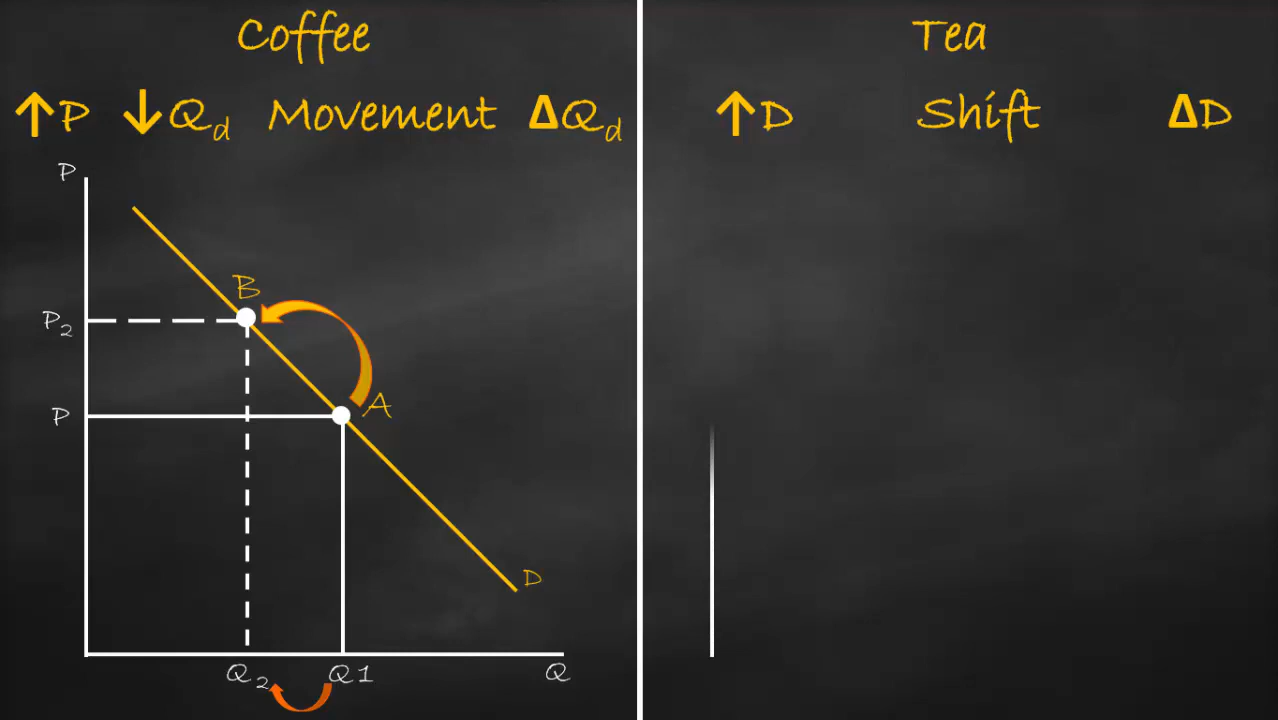 Coffee
↑P ↓Qd Movement ΔQd
P
B
P2
A
P
D
Q2 Q1 Q
Tea
↑D Shift ΔD